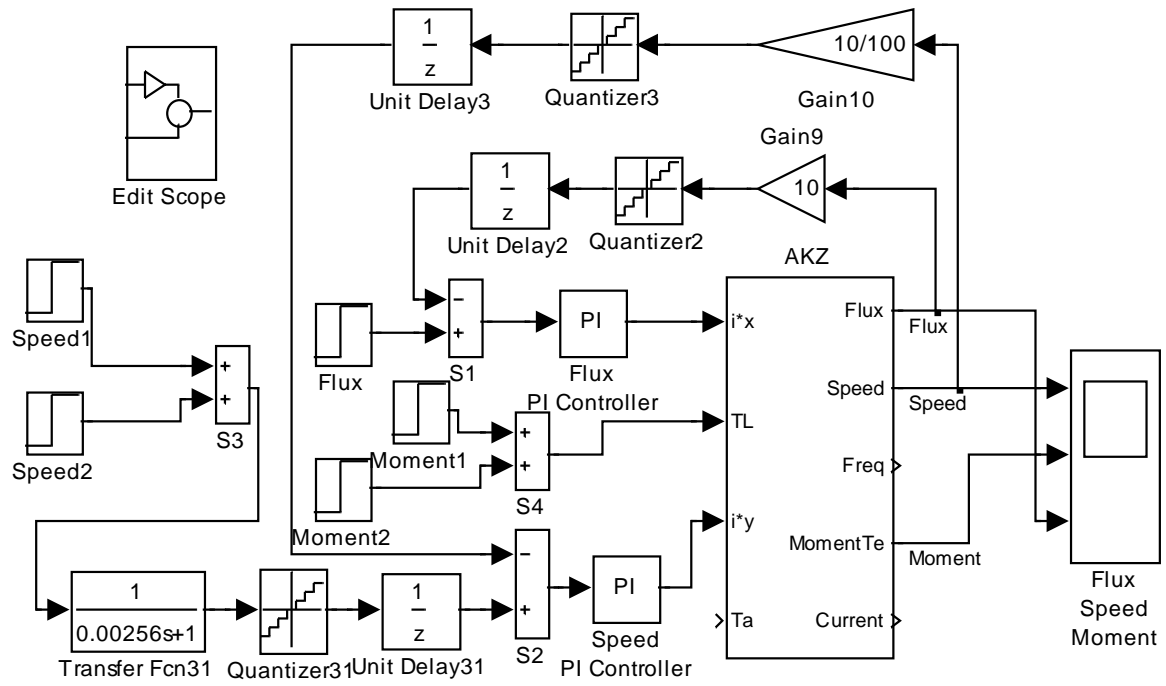 1
z
Unit Delay3
Quantizer3
10/100
Gain10
Edit Scope
Gain9
1
z
Unit Delay2
Quantizer2
10
AKZ
Speed1
Flux
S1
PI
Flux
PI Controller
i*x
Flux
Flux
Speed2
S3
Moment1
S4
TL
Speed
Speed
Moment2
Freq
i*y
MomentTe
Moment
1
0.00256s+1
Transfer Fcn31
Quantizer31
1
z
Unit Delay31
S2
PI
Speed
PI Controller
Ta
Current
Flux
Speed
Moment